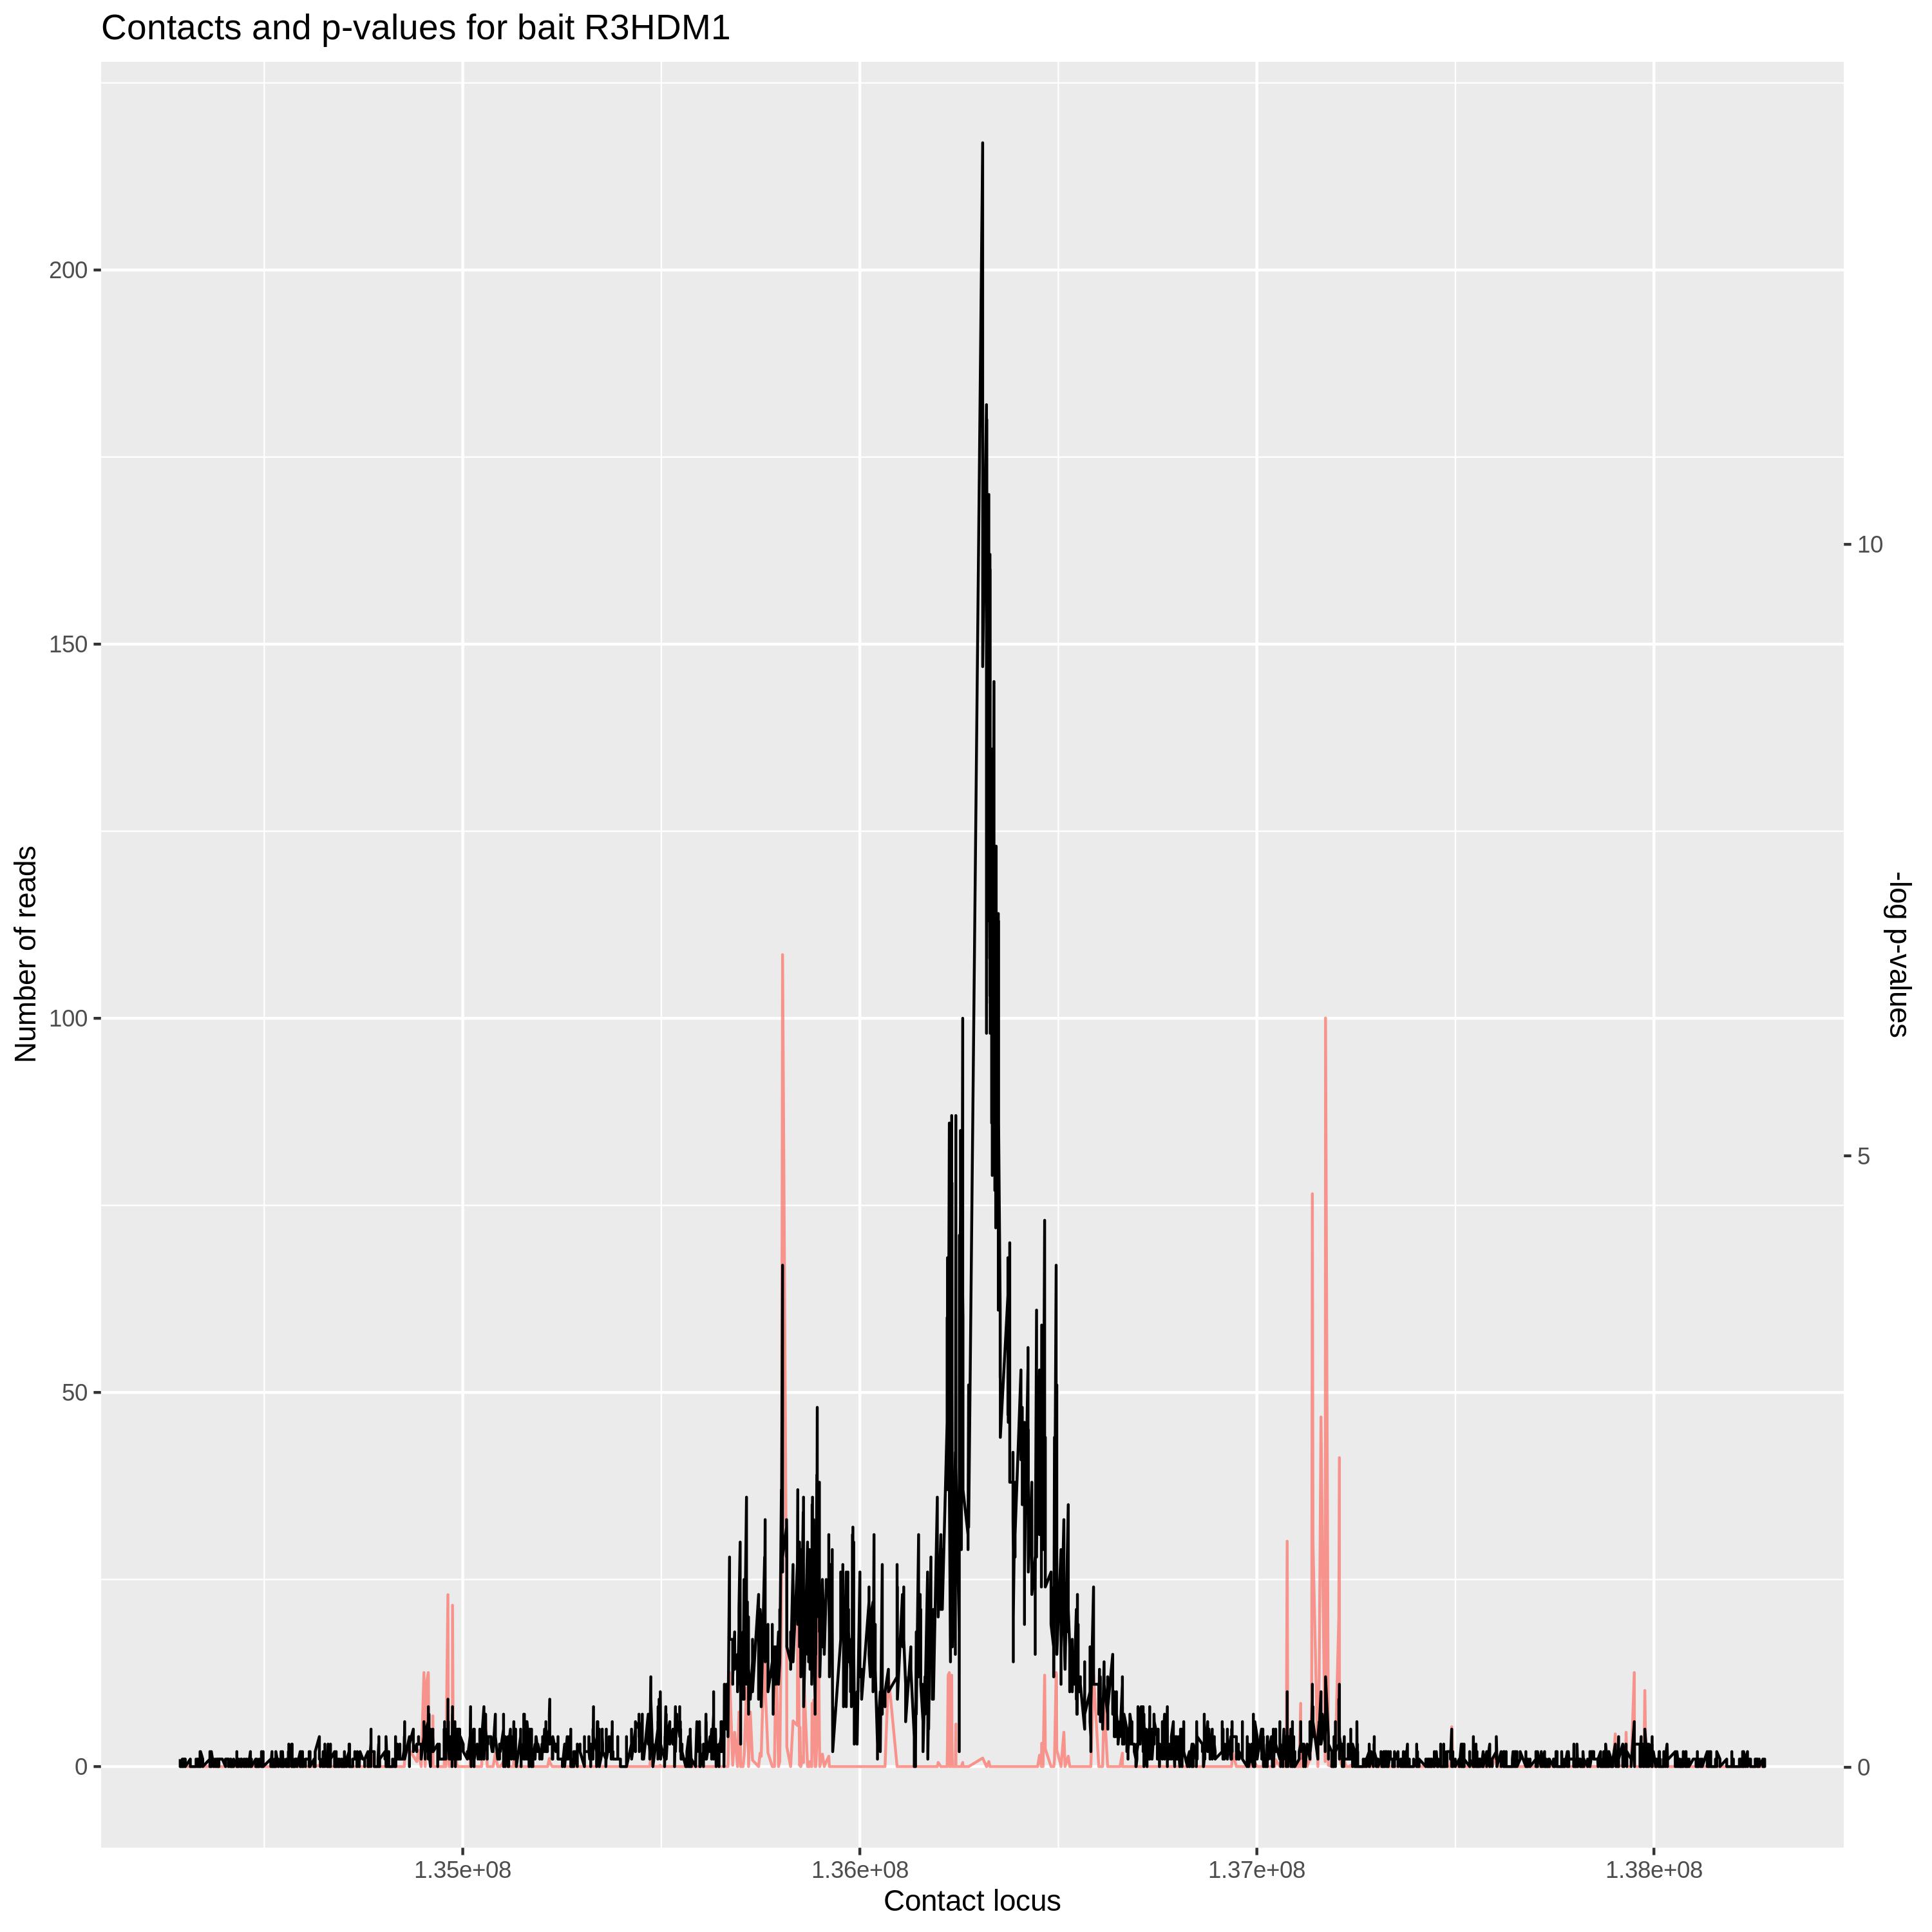 Contacts and p-values for bait R3HDM1
200
150
100
50
0
Number of reads
10
5
0
-log p-values
1.35e+08
1.36e+08
1.37e+08
1.38e+08
Contact locus